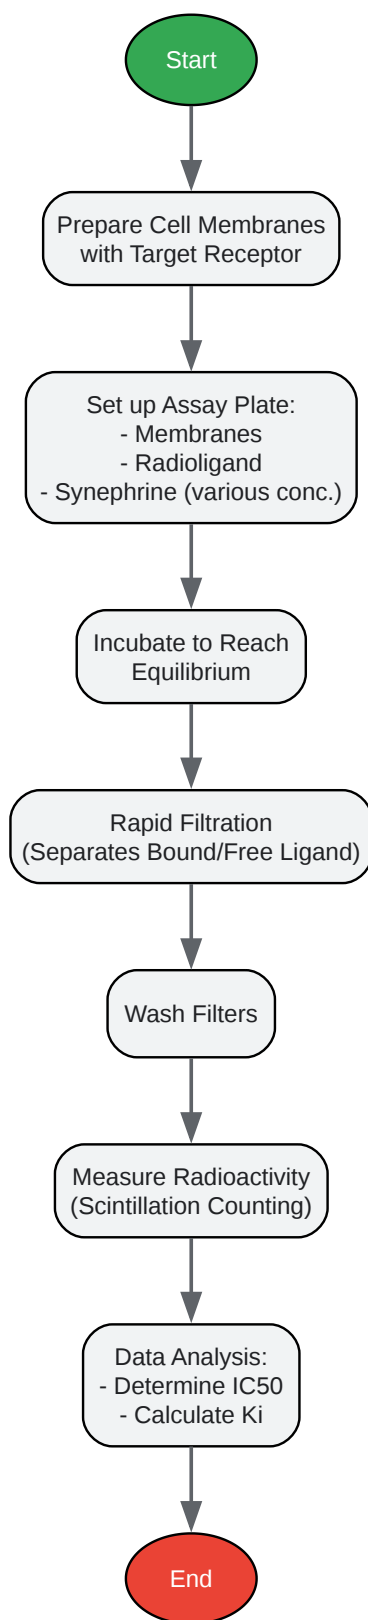 Start
Prepare Cell Membranes
with Target Receptor
Set up Assay Plate:
- Membranes
- Radioligand
- Synephrine (various conc.)
Incubate to Reach
Equilibrium
Rapid Filtration
(Separates Bound/Free Ligand)
Wash Filters
Measure Radioactivity
(Scintillation Counting)
Data Analysis:
- Determine IC50
- Calculate Ki
End